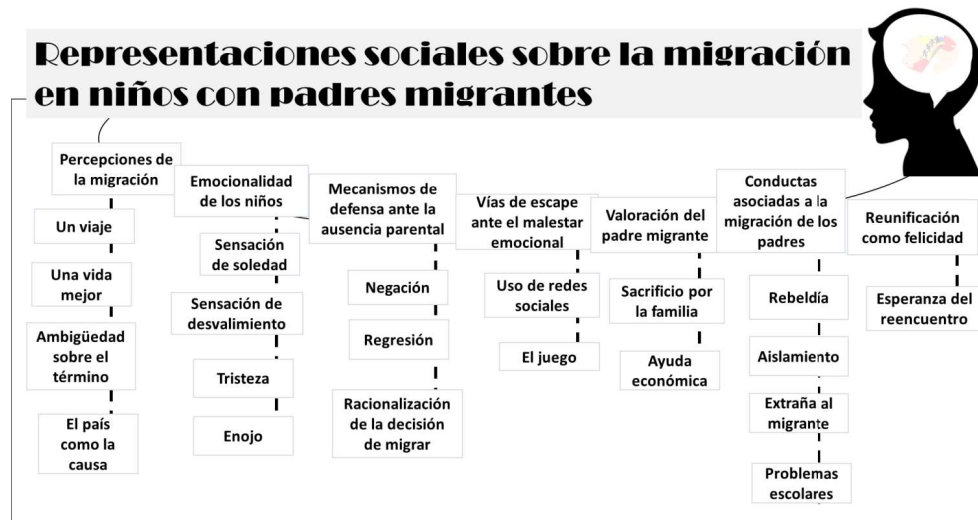 Representaciones sociales sobre la migración
en niños con padres migrantes
Percepciones de
la migración
Un viaje
Una vida
mejor
Ambigüedad
sobre el
término
El país
como la
causa
Emocionalidad
de los niños
Sensación
de soledad
Sensación de
desvalimiento
Tristeza
Enojo
Mecanismos de
defensa ante la
ausencia parental
Negación
Regresión
Racionalización
de la decisión
de migrar
Vías de escape
ante el malestar
emocional
Uso de redes
sociales
El juego
Valoración del
padre migrante
Sacrificio por
la familia
Ayuda
económica
Conductas
asociadas a la
migración de los
padres
Rebeldía
Aislamiento
Extraña al
migrante
Problemas
escolares
Reunificación
como felicidad
Esperanza del
reencuentro